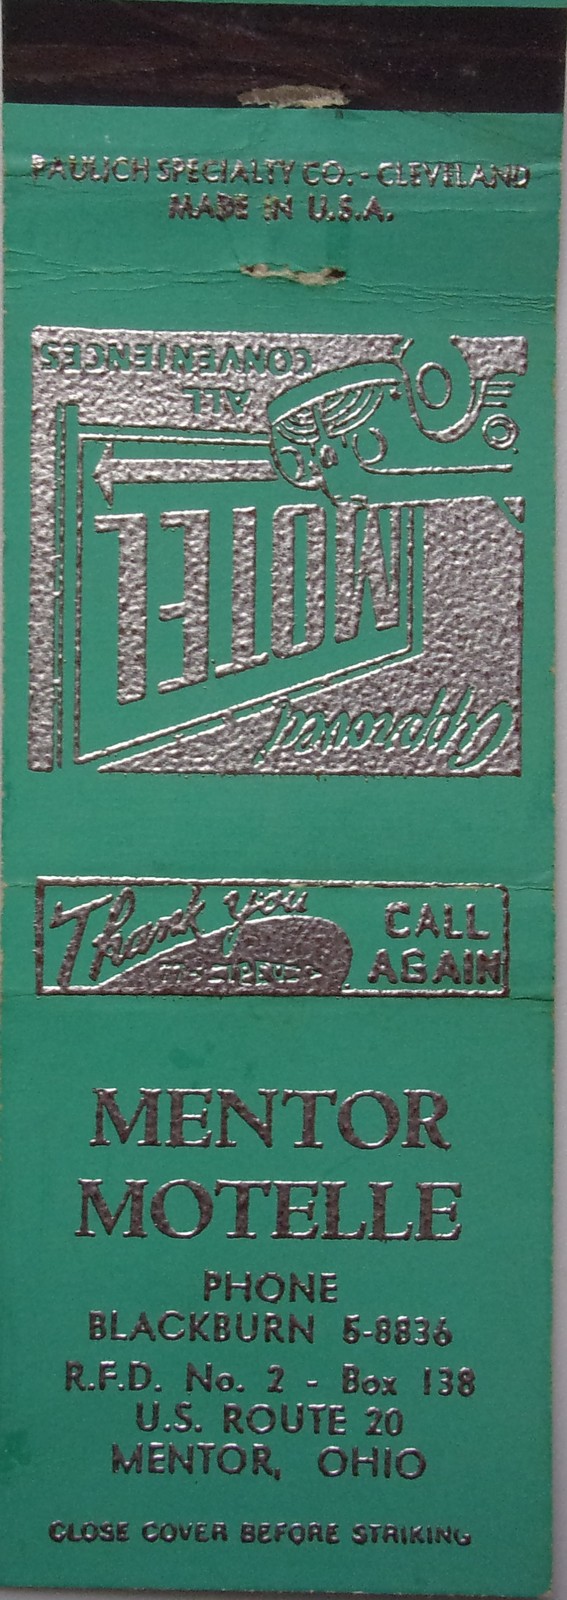 PAULICH SPECIALTY CO. - CLEVELAND
MADE IN U.S.A.
Approved
MOTEL
ALL
CONVENIENCES
Thank you
CALL
AGAIN
MENTOR
MOTELLE
PHONE
BLACKBURN 5-8836
R.F.D. No. 2 - Box 138
U.S. ROUTE 20
MENTOR, OHIO
CLOSE COVER BEFORE STRIKING